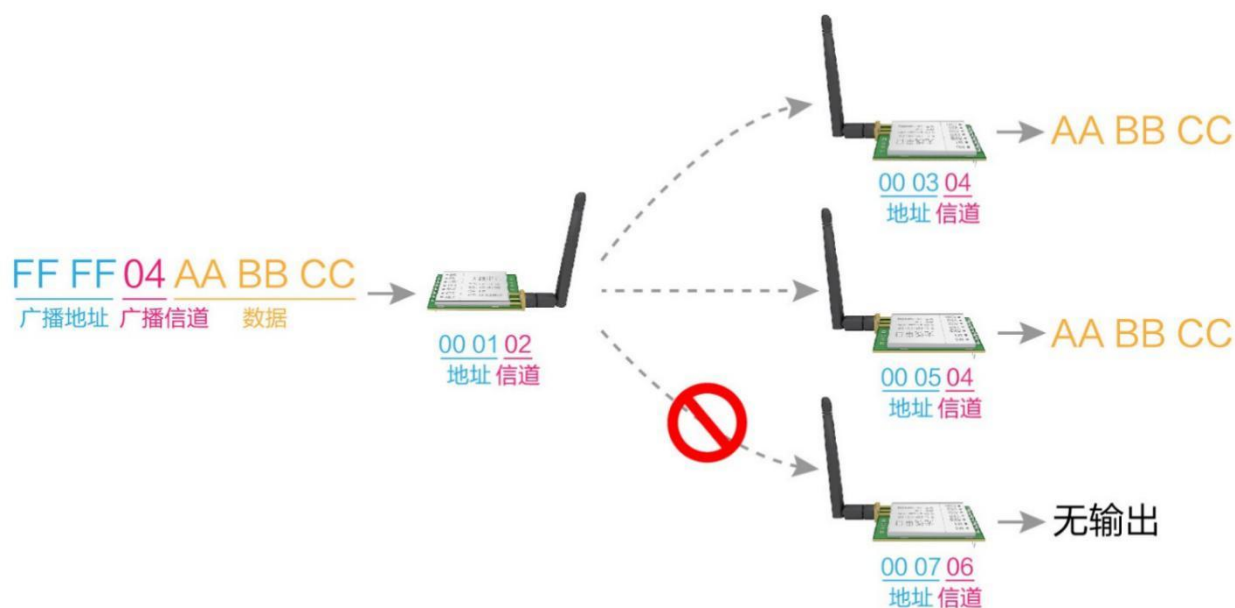 FF FF 04 AA BB CC
广播地址 广播信道 数据
00 01 02
地址 信道
AA BB CC
00 03 04
地址 信道
AA BB CC
00 05 04
地址 信道
无输出
00 07 06
地址 信道